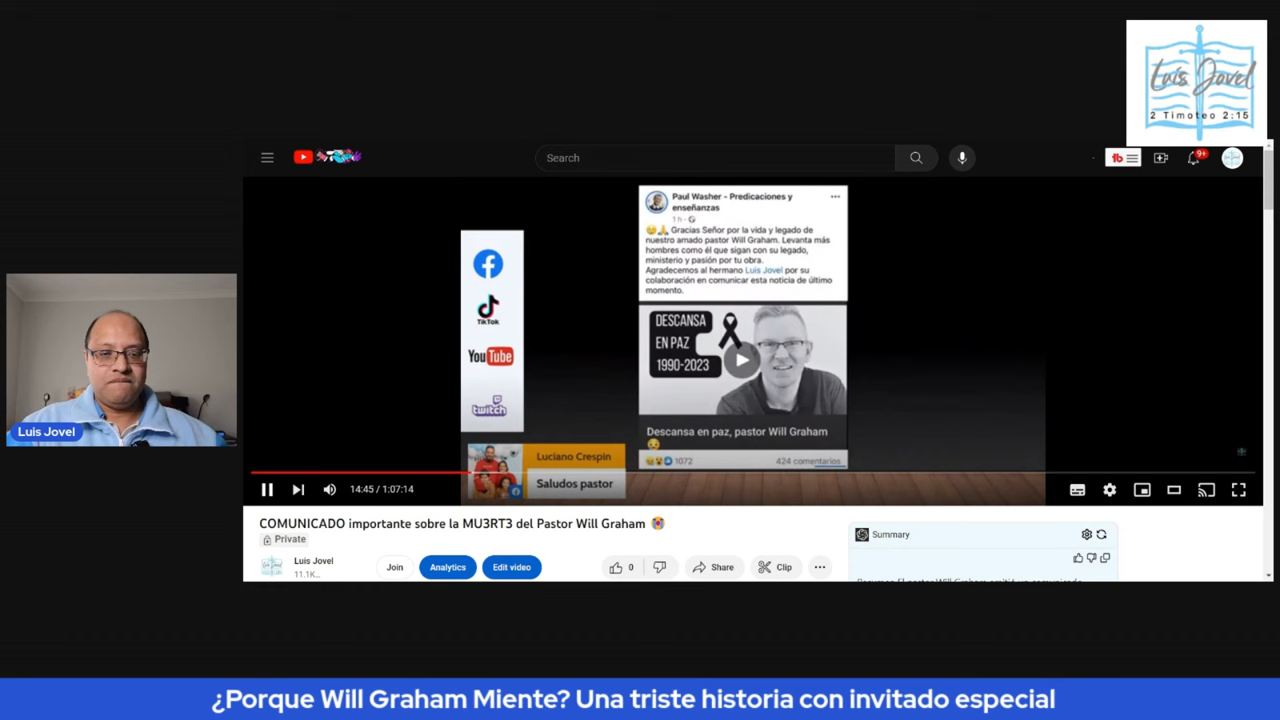 Luis Jovel
2 Timoteo 2:15
Search
9+
Paul Washer - Predicaciones y
enseñanzas
1 h
Gracias Señor por la vida y legado de
nuestro amado pastor Will Graham. Levanta más
hombres como él que sigan con su legado,
ministerio y pasión por tu obra.
Agradecemos al hermano Luis Jovel por su
colaboración en comunicar esta noticia de último
momento.
TikTok
YouTube
twitch
DESCANSA
EN PAZ
1990-2023
Descansa en paz, pastor Will Graham
1072
424 comentarios
Luis Jovel
Luciano Crespin
Saludos pastor
14:45 / 1:07:14
COMUNICADO importante sobre la MU3RT3 del Pastor Will Graham
Private
Summary
Luis Jovel
11.1K...
Join
Analytics
Edit video
0
Share
Clip
¿Porque Will Graham Miente? Una triste historia con invitado especial